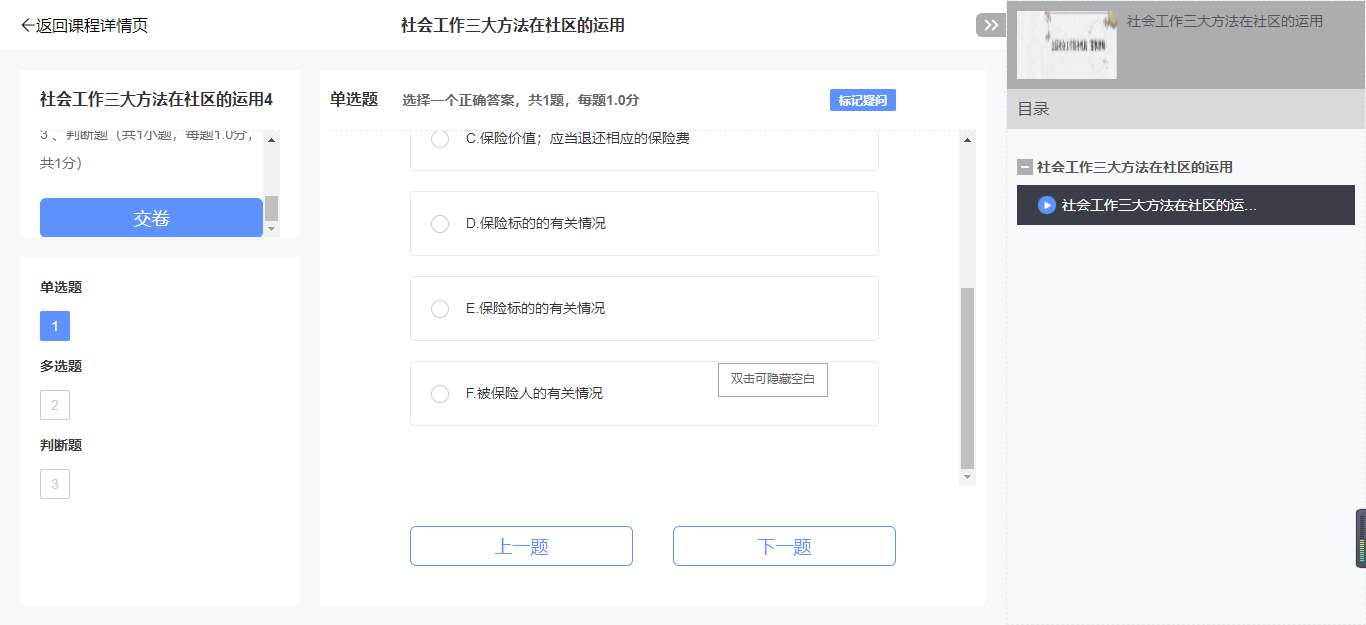 返回课程详情页
社会工作三大方法在社区的运用
社会工作三大方法在社区的运用4
3 、判断题（共1小题，每题1.0分，
共1分）
交卷
单选题
1
多选题
2
判断题
3
单选题
选择一个正确答案，共1题，每题1.0分
标记疑问
C.保险价值；应当退还相应的保险费
D.保险标的的有关情况
E.保险标的的有关情况
F.被保险人的有关情况
双击可隐藏空白
上一题
下一题
社会工作三大方法在社区的运用
目录
社会工作三大方法在社区的运用
社会工作三大方法在社区的运...